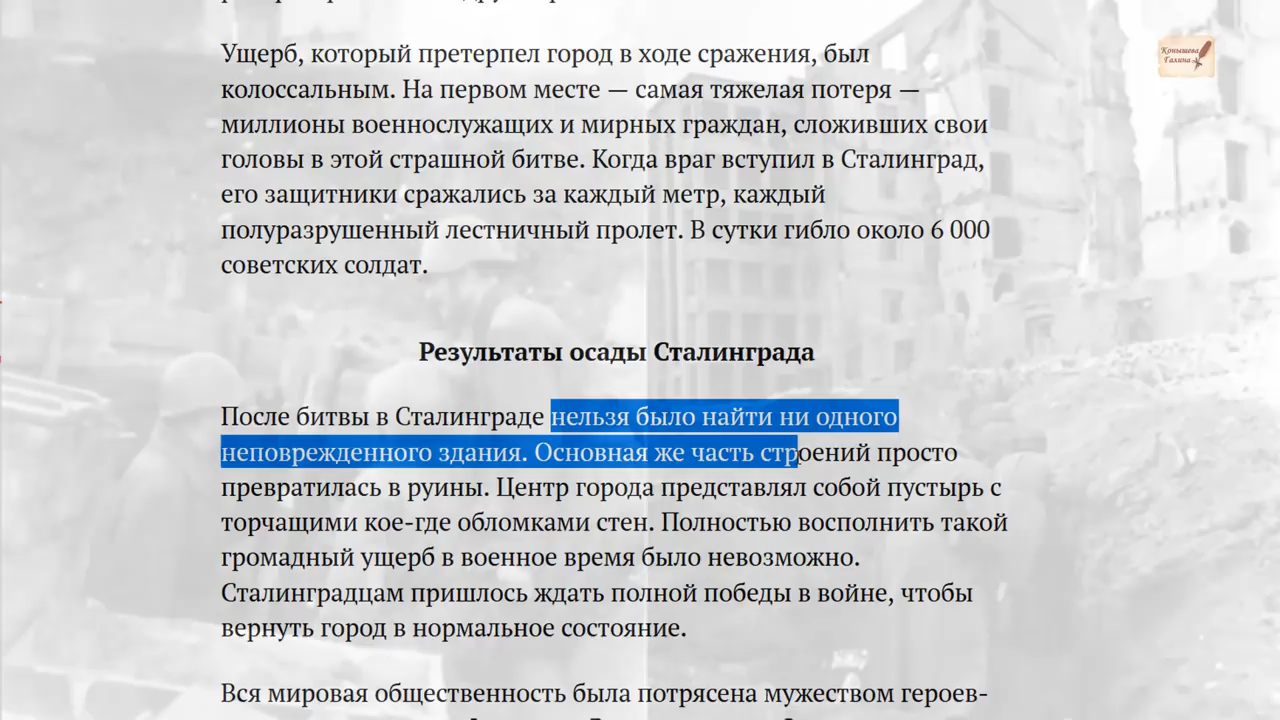 Ущерб, который претерпел город в ходе сражения, был
колоссальным. На первом месте — самая тяжелая потеря —
миллионы военнослужащих и мирных граждан, сложивших свои
головы в этой страшной битве. Когда враг вступил в Сталинград,
его защитники сражались за каждый метр, каждый
полуразрушенный лестничный пролет. В сутки гибло около 6 000
советских солдат.
Результаты осады Сталинграда
После битвы в Сталинграде нельзя было найти ни одного
неповрежденного здания. Основная же часть строений просто
превратилась в руины. Центр города представлял собой пустырь с
торчащими кое-где обломками стен. Полностью восполнить такой
громадный ущерб в военное время было невозможно.
Сталинградцам пришлось ждать полной победы в войне, чтобы
вернуть город в нормальное состояние.
Вся мировая общественность была потрясена мужеством героев-
Конышева
Галина